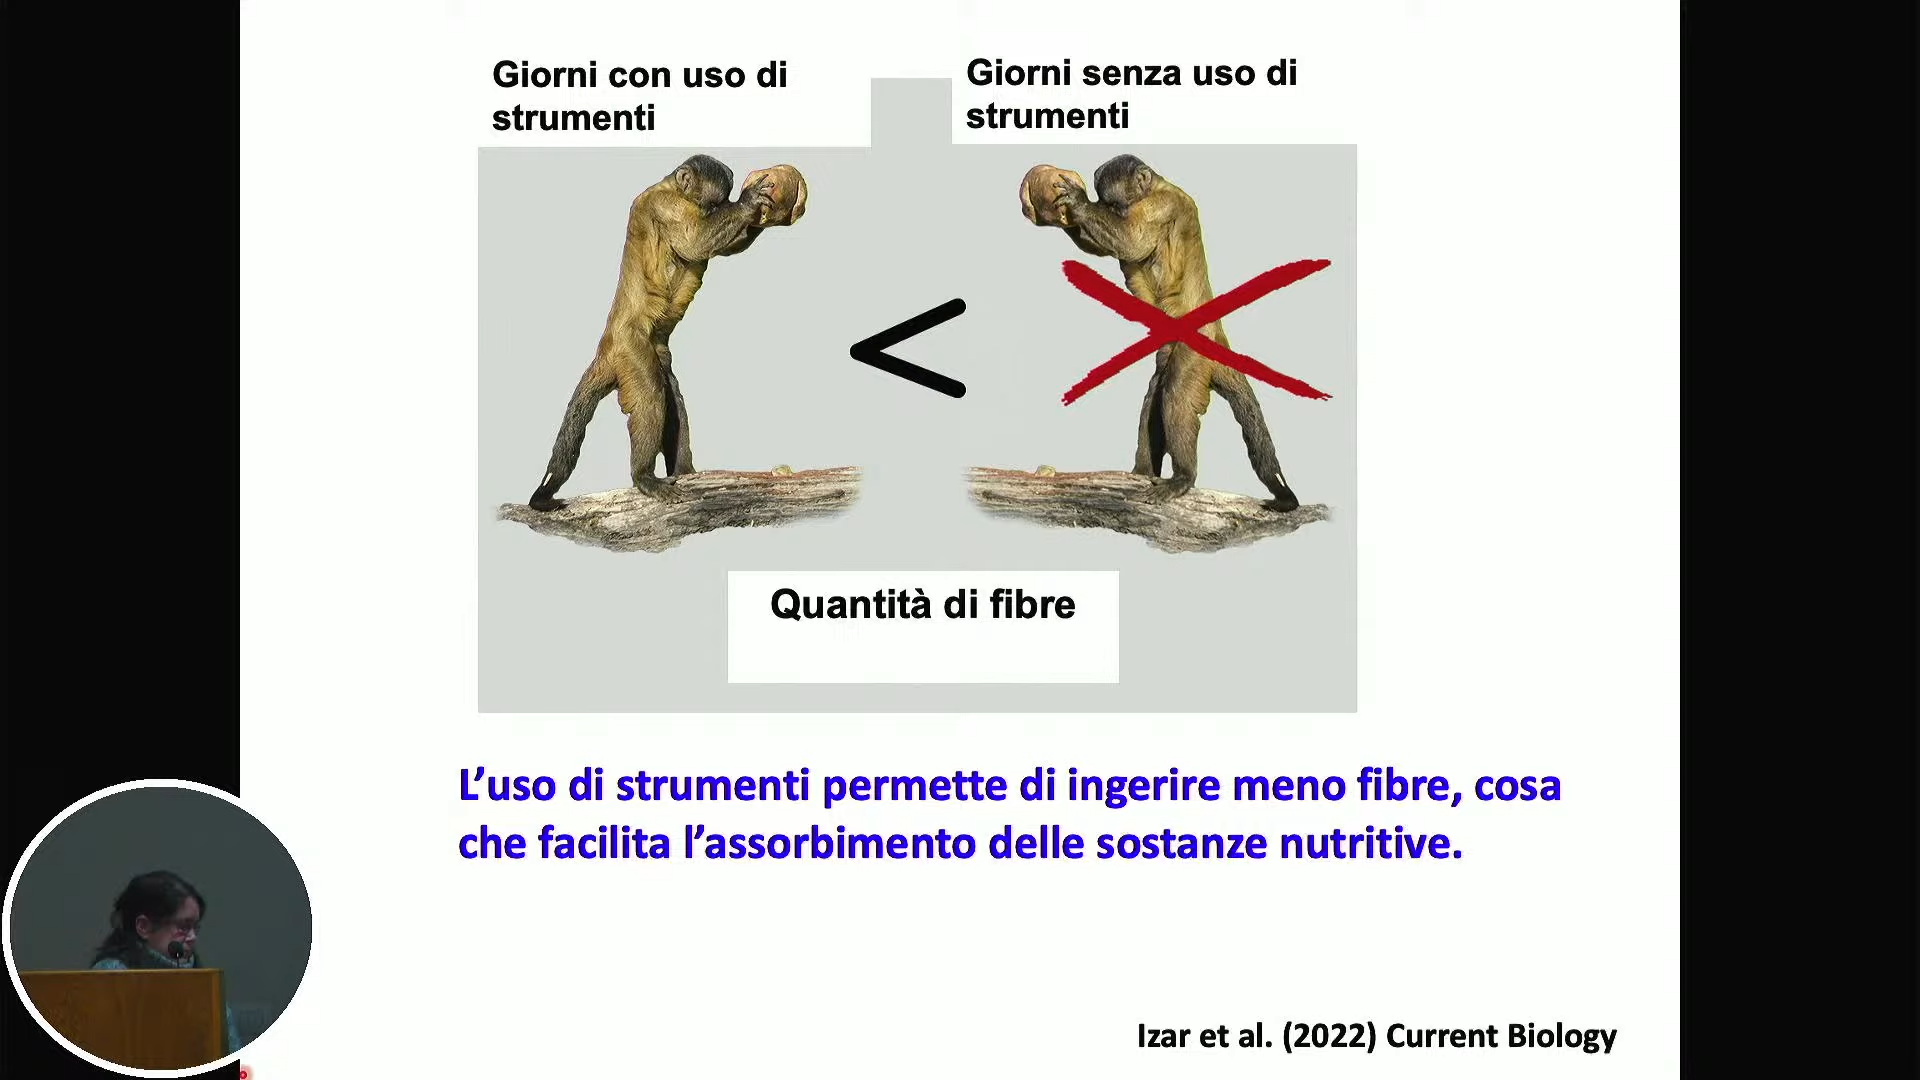 Giorni con uso di
strumenti
Giorni senza uso di
strumenti
<
Quantità di fibre
L’uso di strumenti permette di ingerire meno fibre, cosa
che facilita l’assorbimento delle sostanze nutritive.
Izar et al. (2022) Current Biology